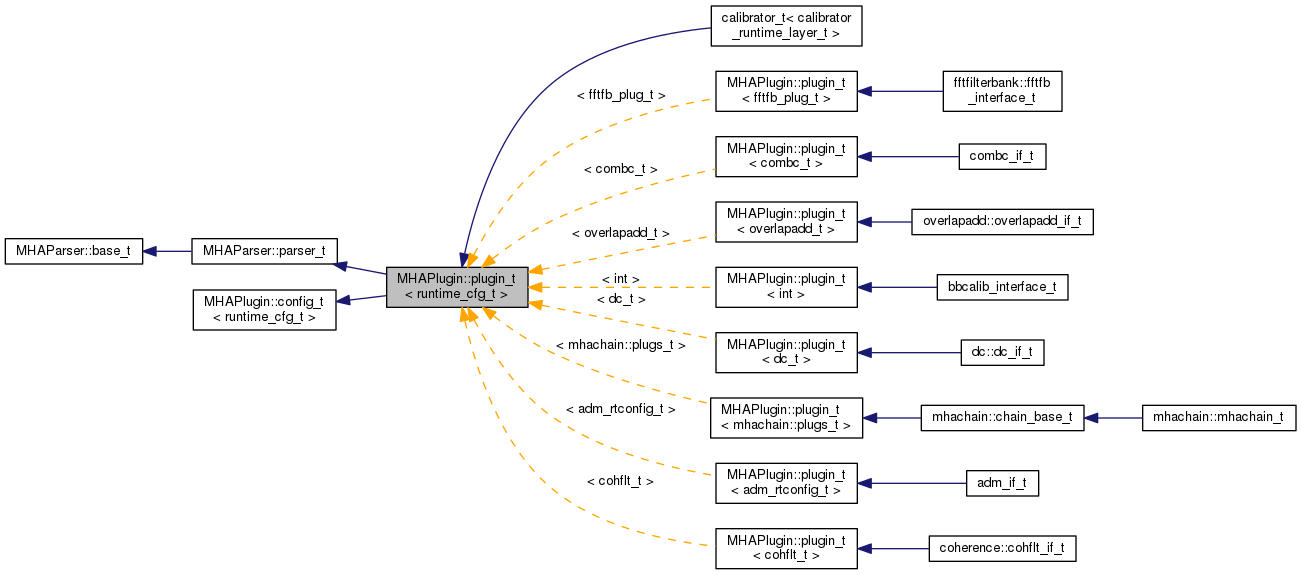 calibrator_t< calibrator
_runtime_layer_t >
MHAPlugin::plugin_t
< fftfb_plug_t >
fftfilterbank::fftfb
_interface_t
< fftfb_plug_t >
MHAPlugin::plugin_t
< combc_t >
combc_if_t
< combc_t >
MHAPlugin::plugin_t
< overlapadd_t >
overlapadd::overlapadd_if_t
< overlapadd_t >
MHAParser::base_t
MHAParser::parser_t
MHAPlugin::config_t
< runtime_cfg_t >
MHAPlugin::plugin_t
< runtime_cfg_t >
< int >
MHAPlugin::plugin_t
< int >
bbcalib_interface_t
< dc_t >
MHAPlugin::plugin_t
< dc_t >
dc::dc_if_t
< mhachain::plugs_t >
MHAPlugin::plugin_t
< mhachain::plugs_t >
mhachain::chain_base_t
mhachain::mhachain_t
< adm_rtconfig_t >
MHAPlugin::plugin_t
< adm_rtconfig_t >
adm_if_t
< cohflt_t >
MHAPlugin::plugin_t
< cohflt_t >
coherence::cohflt_if_t